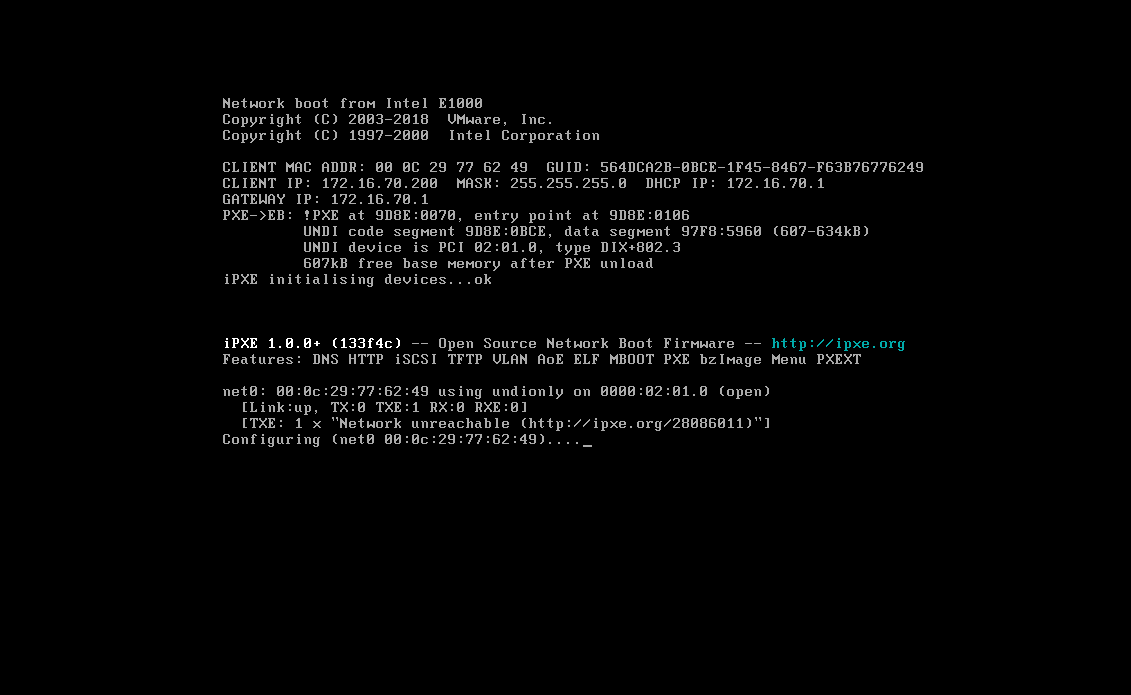 Network boot from Intel E1000
Copyright (C) 2003-2018  VMware, Inc.
Copyright (C) 1997-2000  Intel Corporation
CLIENT MAC ADDR: 00 0C 29 77 62 49  GUID: 564DCA2B-0BCE-1F45-8467-F63B76776249
CLIENT IP: 172.16.70.200  MASK: 255.255.255.0  DHCP IP: 172.16.70.1
GATEWAY IP: 172.16.70.1
PXE->EB: !PXE at 9D8E:0070, entry point at 9D8E:0106
UNDI code segment 9D8E:0BCE, data segment 97F8:5960 (607-634kB)
UNDI device is PCI 02:01.0, type DIX+802.3
607kB free base memory after PXE unload
iPXE initialising devices...ok
iPXE 1.0.0+ (133f4c) -- Open Source Network Boot Firmware -- http://ipxe.org
Features: DNS HTTP iSCSI TFTP VLAN AoE ELF MBOOT PXE bzImage Menu PXEXT
net0: 00:0c:29:77:62:49 using undionly on 0000:02:01.0 (open)
[Link:up, TX:0 TXE:1 RX:0 RXE:0]
[TXE: 1 x "Network unreachable (http://ipxe.org/28086011)"]
Configuring (net0 00:0c:29:77:62:49)...._